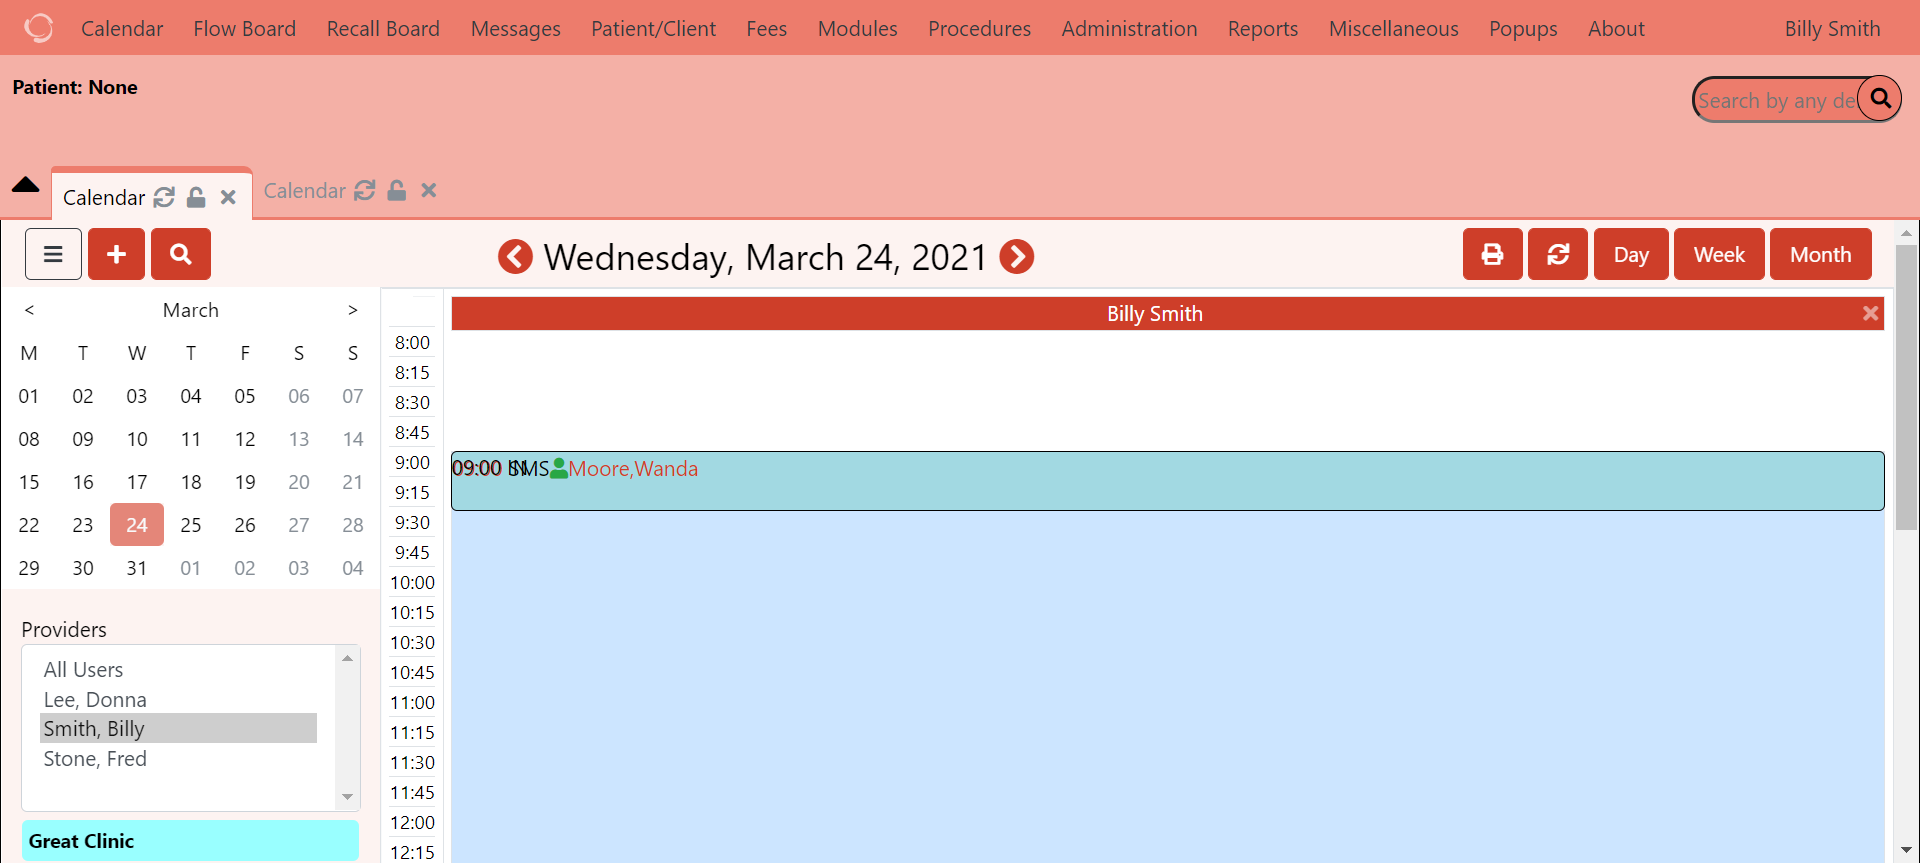 Calendar Flow Board Recall Board Messages Patient/Client Fees Modules Procedures Administration Reports Miscellaneous Popups About Billy Smith
Patient: None
Search by any de
Calendar Calendar
Wednesday, March 24, 2021 Day Week Month
< March >
M T W T F S S
01 02 03 04 05 06 07
08 09 10 11 12 13 14
15 16 17 18 19 20 21
22 23 24 25 26 27 28
29 30 31 01 02 03 04
Providers
All Users
Lee, Donna
Smith, Billy
Stone, Fred
Great Clinic
Billy Smith
8:00
8:15
8:30
8:45
9:00
09:00 Moore,Wanda
9:15
9:30
9:45
10:00
10:15
10:30
10:45
11:00
11:15
11:30
11:45
12:00
12:15